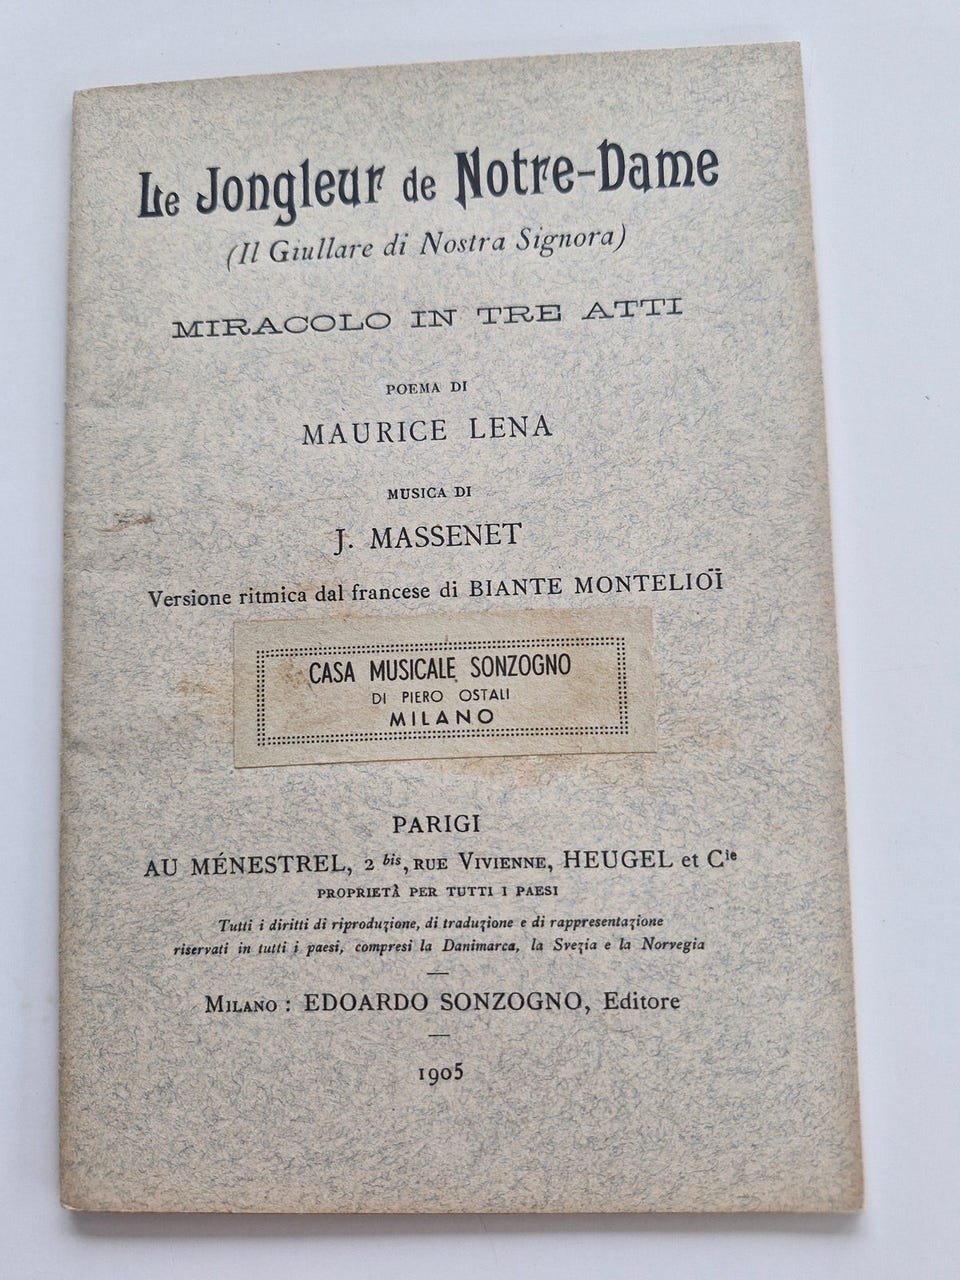 Le Jongleur de Notre-Dame
(Il Giullare di Nostra Signora)
MIRACOLO IN TRE ATTI
POEMA DI
MAURICE LENA
MUSICA DI
J. MASSENET
Versione ritmica dal francese di BIANTE MONTELIOÏ
CASA MUSICALE SONZOGNO
DI PIERO OSTALI
MILANO
PARIGI
AU MÉNESTREL, 2 bis, RUE VIVIENNE, HEUGEL et Cie
PROPRIETÀ PER TUTTI I PAESI
Tutti i diritti di riproduzione, di traduzione e di rappresentazione
riservati in tutti i paesi, compresi la Danimarca, la Svezia e la Norvegia
MILANO : EDOARDO SONZOGNO, Editore
1905